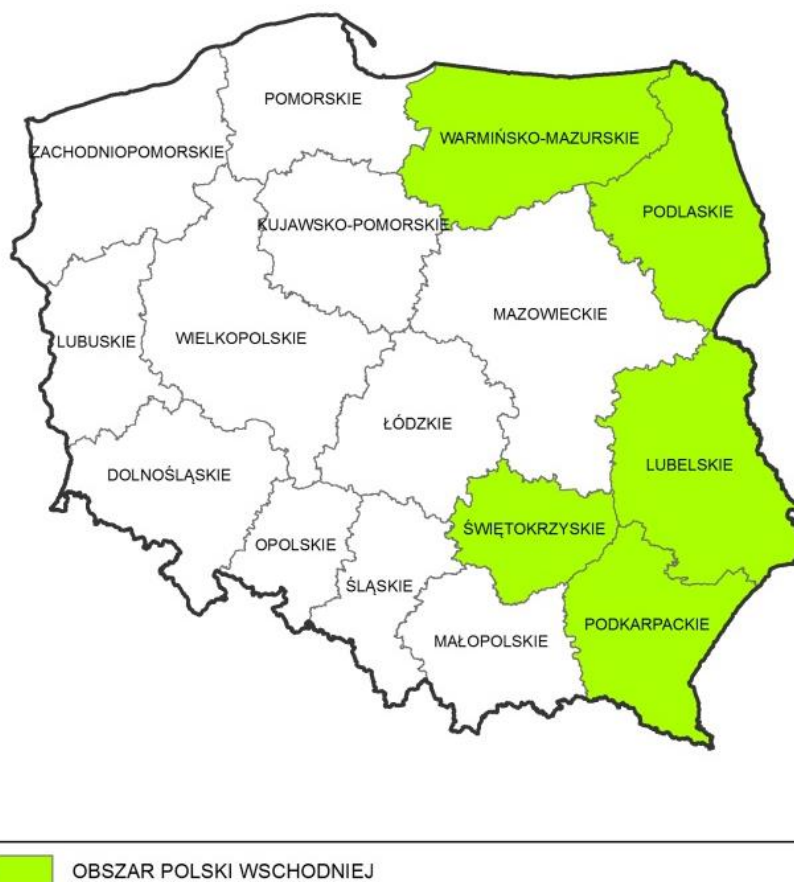 POMORSKIE
ZACHODNIOPOMORSKIE
WARMIŃSKO-MAZURSKIE
PODLASKIE
KUJAWSKO-POMORSKIE
MAZOWIECKIE
LUBUSKIE
WIELKOPOLSKIE
ŁÓDZKIE
LUBELSKIE
DOLNOŚLĄSKIE
ŚWIĘTOKRZYSKIE
OPOLSKIE
ŚLĄSKIE
PODKARPACKIE
MAŁOPOLSKIE
OBSZAR POLSKI WSCHODNIEJ